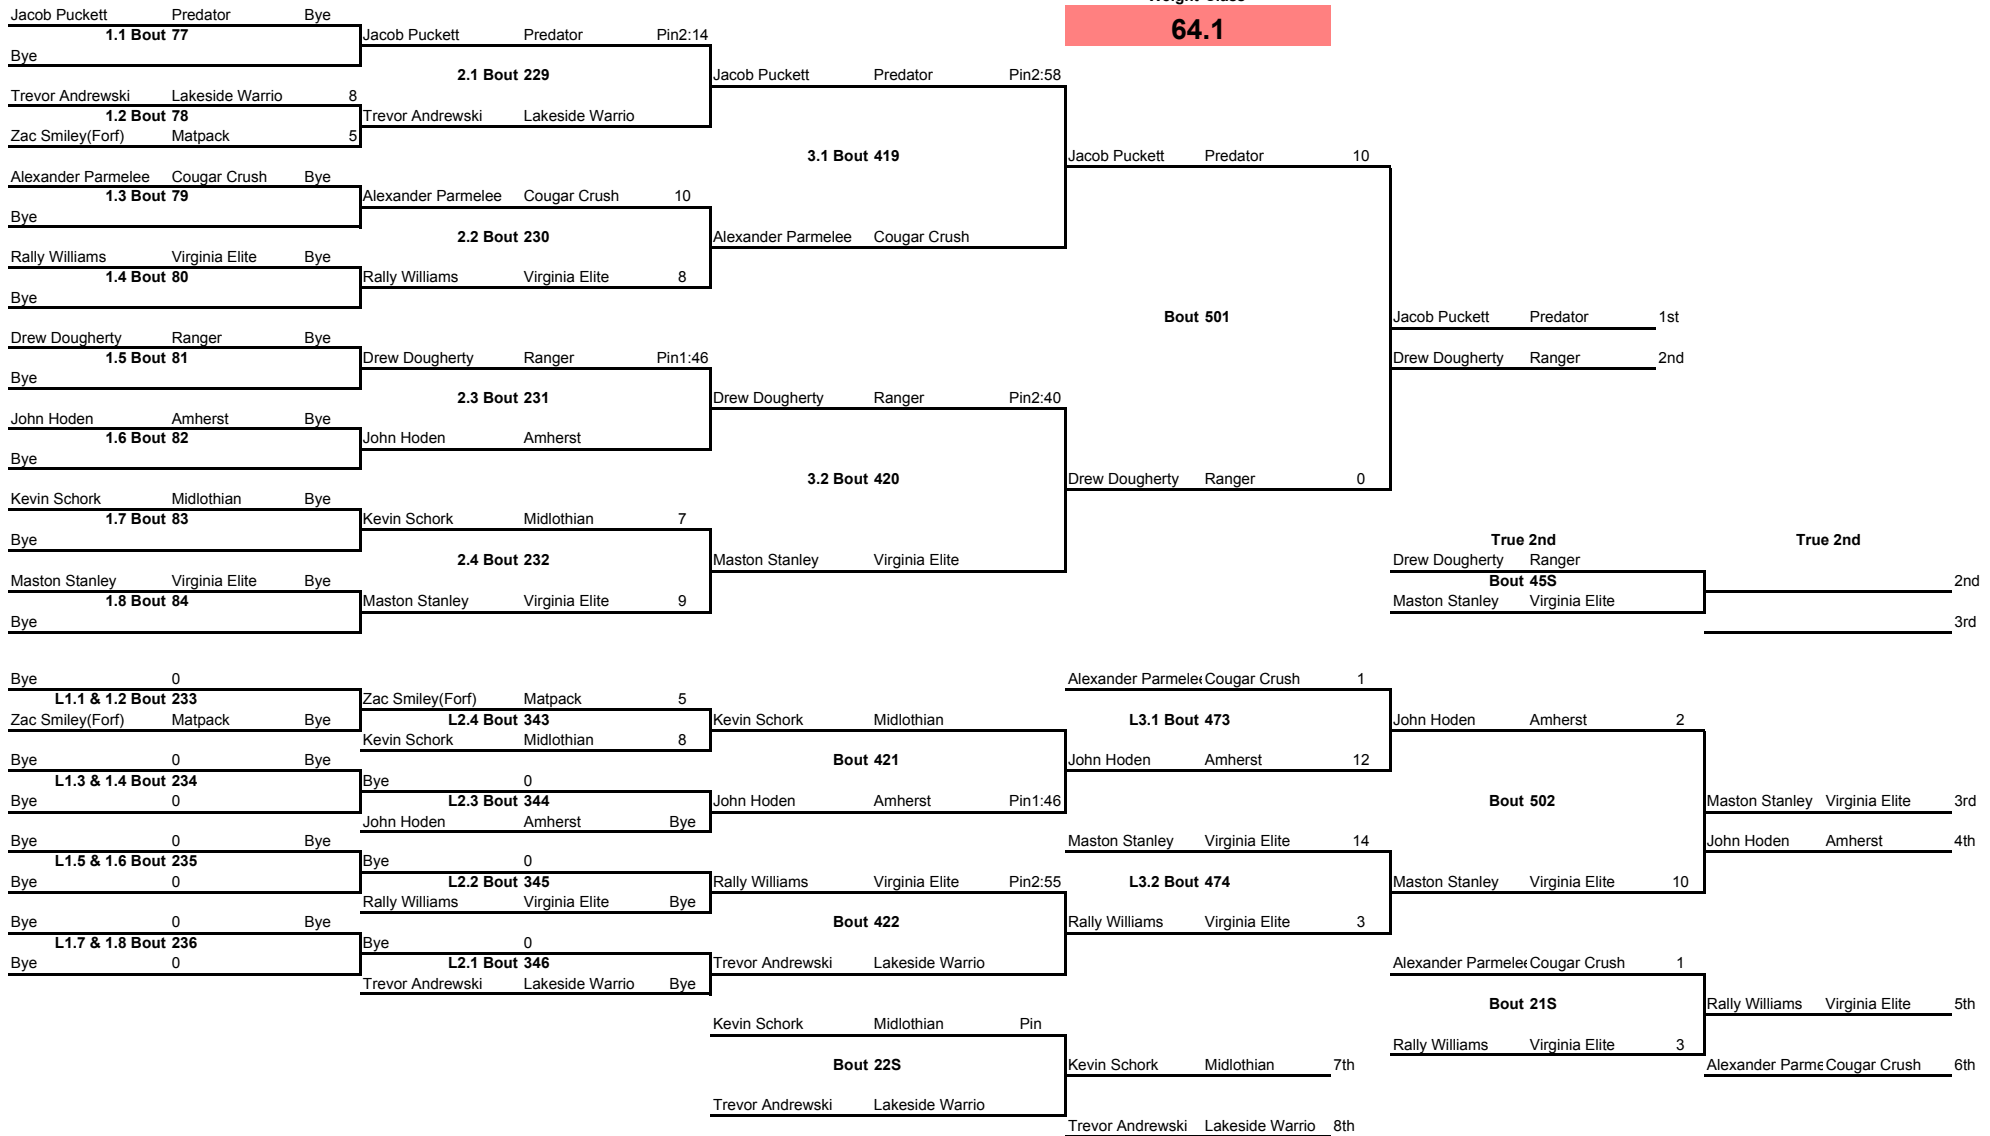 Weight Class
64.1
Jacob Puckett Predator Bye
1.1 Bout 77
Bye
Trevor Andrewski Lakeside Warrio 8
1.2 Bout 78
Zac Smiley(Forf) Matpack 5
Alexander Parmelee Cougar Crush Bye
1.3 Bout 79
Bye
Rally Williams Virginia Elite Bye
1.4 Bout 80
Bye
Drew Dougherty Ranger Bye
1.5 Bout 81
Bye
John Hoden Amherst Bye
1.6 Bout 82
Bye
Kevin Schork Midlothian Bye
1.7 Bout 83
Bye
Maston Stanley Virginia Elite Bye
1.8 Bout 84
Bye
Jacob Puckett Predator Pin2:14
2.1 Bout 229
Trevor Andrewski Lakeside Warrio
Alexander Parmelee Cougar Crush 10
2.2 Bout 230
Rally Williams Virginia Elite 8
Drew Dougherty Ranger Pin1:46
2.3 Bout 231
John Hoden Amherst
Kevin Schork Midlothian 7
2.4 Bout 232
Maston Stanley Virginia Elite 9
Jacob Puckett Predator Pin2:58
3.1 Bout 419
Alexander Parmelee Cougar Crush
Drew Dougherty Ranger Pin2:40
3.2 Bout 420
Maston Stanley Virginia Elite
Jacob Puckett Predator 10
Bout 501
Drew Dougherty Ranger 0
Jacob Puckett Predator 1st
Drew Dougherty Ranger 2nd
True 2nd
True 2nd
Drew Dougherty Ranger
Bout 45S
Maston Stanley Virginia Elite
2nd
3rd
Bye 0
L1.1 & 1.2 Bout 233
Zac Smiley(Forf) Matpack Bye
Bye 0 Bye
L1.3 & 1.4 Bout 234
Bye 0
Bye 0 Bye
L1.5 & 1.6 Bout 235
Bye 0
Bye 0 Bye
L1.7 & 1.8 Bout 236
Bye 0
Zac Smiley(Forf) Matpack 5
L2.4 Bout 343
Kevin Schork Midlothian 8
Bye 0
L2.3 Bout 344
John Hoden Amherst Bye
Bye 0
L2.2 Bout 345
Rally Williams Virginia Elite Bye
Bye 0
L2.1 Bout 346
Trevor Andrewski Lakeside Warrio Bye
Kevin Schork Midlothian
Bout 421
John Hoden Amherst Pin1:46
Rally Williams Virginia Elite Pin2:55
Bout 422
Trevor Andrewski Lakeside Warrio
Kevin Schork Midlothian Pin
Bout 22S
Trevor Andrewski Lakeside Warrio
Alexander Parmelee Cougar Crush 1
L3.1 Bout 473
John Hoden Amherst 12
Maston Stanley Virginia Elite 14
L3.2 Bout 474
Rally Williams Virginia Elite 3
Kevin Schork Midlothian 7th
Trevor Andrewski Lakeside Warrio 8th
John Hoden Amherst 2
Bout 502
Maston Stanley Virginia Elite 10
Alexander Parmelee Cougar Crush 1
Bout 21S
Rally Williams Virginia Elite 3
Maston Stanley Virginia Elite 3rd
John Hoden Amherst 4th
Rally Williams Virginia Elite 5th
Alexander Parme Cougar Crush 6th